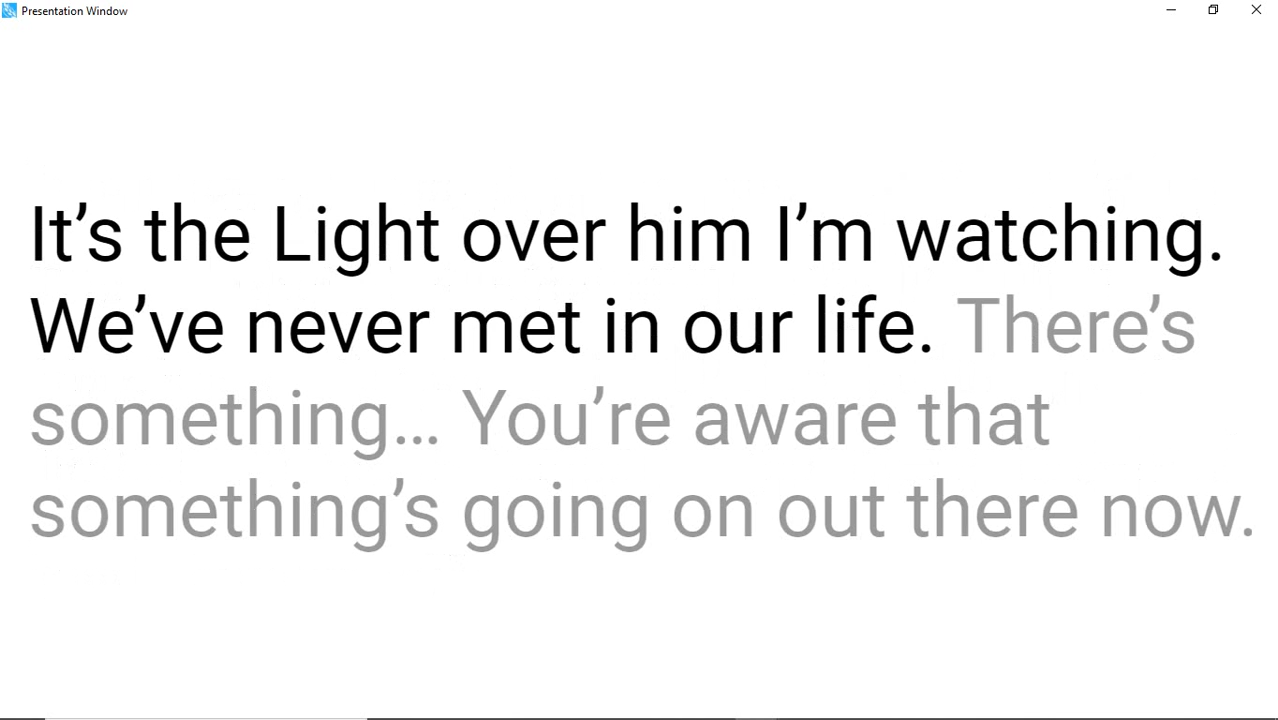 Presentation Window
It’s the Light over him I’m watching.
We’ve never met in our life. There’s
something… You’re aware that
something’s going on out there now.